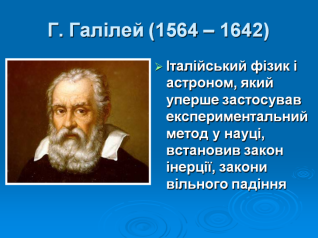 Г. Галілей (1564 – 1642)
Італійський фізик і
астроном, який
уперше застосував
експериментальний
метод у науці,
встановив закон
інерції, закони
вільного падіння